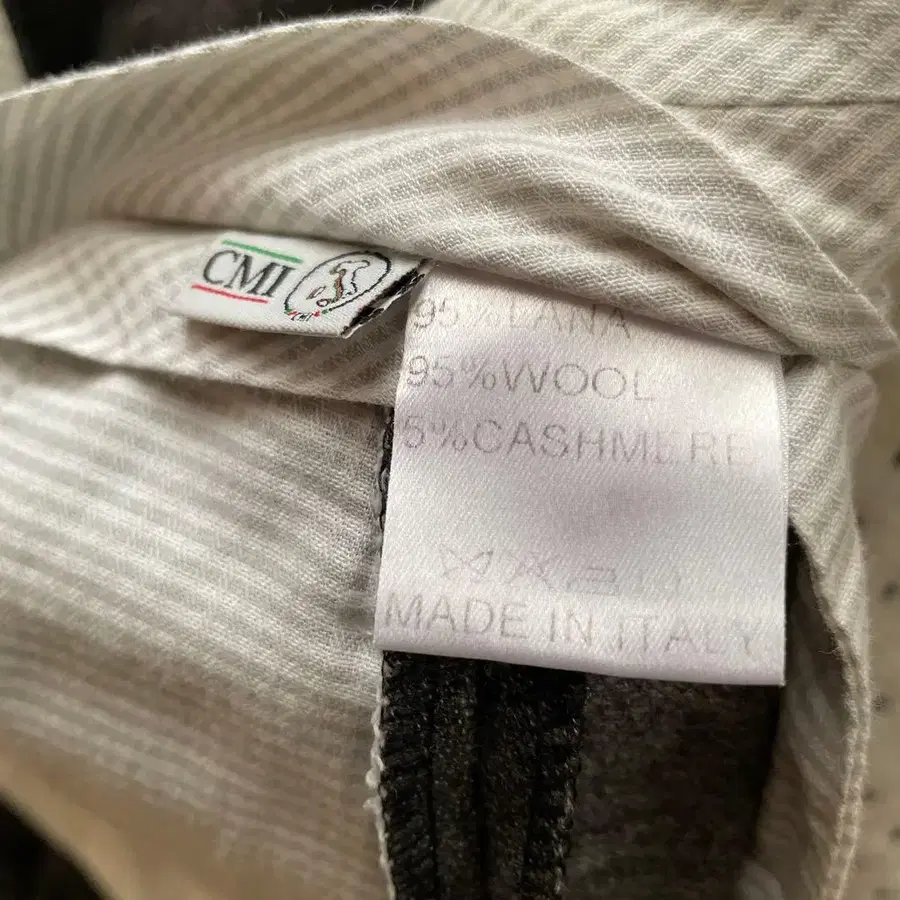 CMI
95%LANA
95%WOOL
5%CASHMERE
MADE IN ITALY